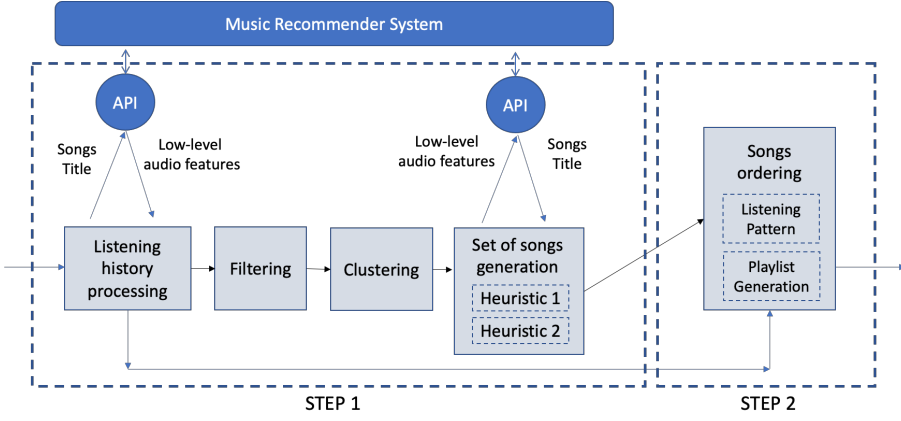 Music Recommender System
API
API
Songs
Title
Low-level
audio features
Low-level
audio features
Songs
Title
Listening
history
processing
Filtering
Clustering
Set of songs
generation
Heuristic 1
Heuristic 2
Songs
ordering
Listening
Pattern
Playlist
Generation
STEP 1
STEP 2